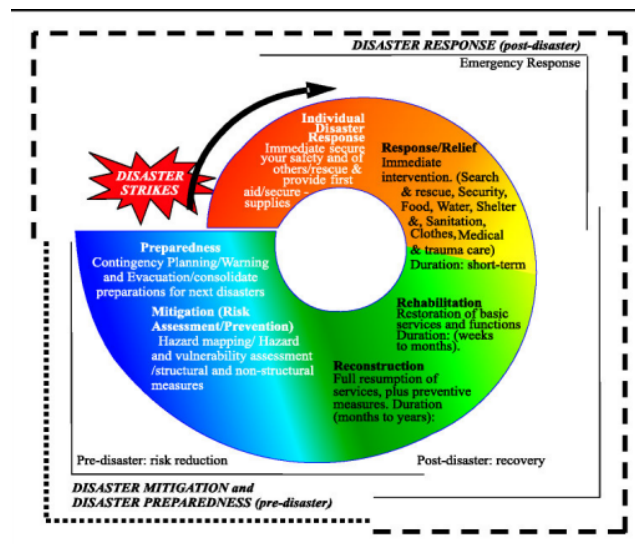 DISASTER RESPONSE (post-disaster)
Emergency Response
DISASTER
STRIKES
Individual
Disaster
Response
Immediate secure
your safety and of
others/rescue &
provide first
aid/secure -
supplies
Response/Relief
Immediate
intervention. (Search
& rescue, Security,
Food, Water, Shelter
&, Sanitation,
Clothes, Medical
& trauma care)
Duration: short-term
Preparedness
Contingency Planning/Warning
and Evacuation/consolidate
preparations for next disasters
Mitigation (Risk
Assessment/Prevention)
Hazard mapping/ Hazard
and vulnerability assessment
/structural and non-structural
measures
Rehabilitation
Restoration of basic
services and functions
Duration: (weeks
to months).
Reconstruction
Full resumption of
services, plus preventive
measures. Duration
(months to years):
Pre-disaster: risk reduction
Post-disaster: recovery
DISASTER MITIGATION and
DISASTER PREPAREDNESS (pre-disaster)